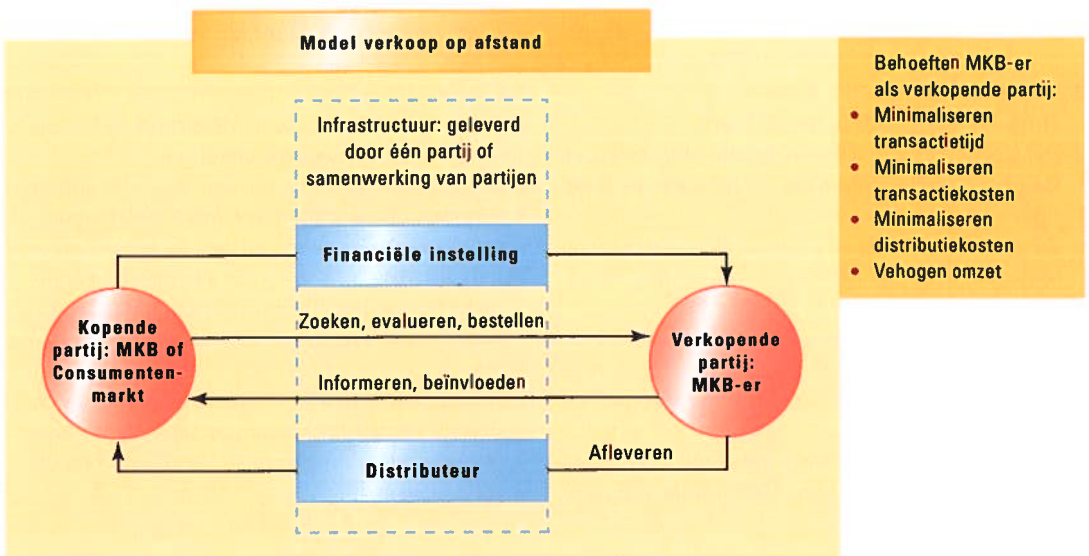 Model verkoop op afstand
Infrastructuur: geleverd
door één partij of
samenwerking van partijen
Financiële instelling
Kopende
partij: MKB of
Consumenten-
markt
Zoeken, evalueren, bestellen
Informeren, beïnvloeden
Verkopende
partij:
MKB-er
Distributeur
Afleveren
Behoeften MKB-er
als verkopende partij:
• Minimaliseren
transactietijd
• Minimaliseren
transactiekosten
• Minimaliseren
distributiekosten
• Vehogen omzet